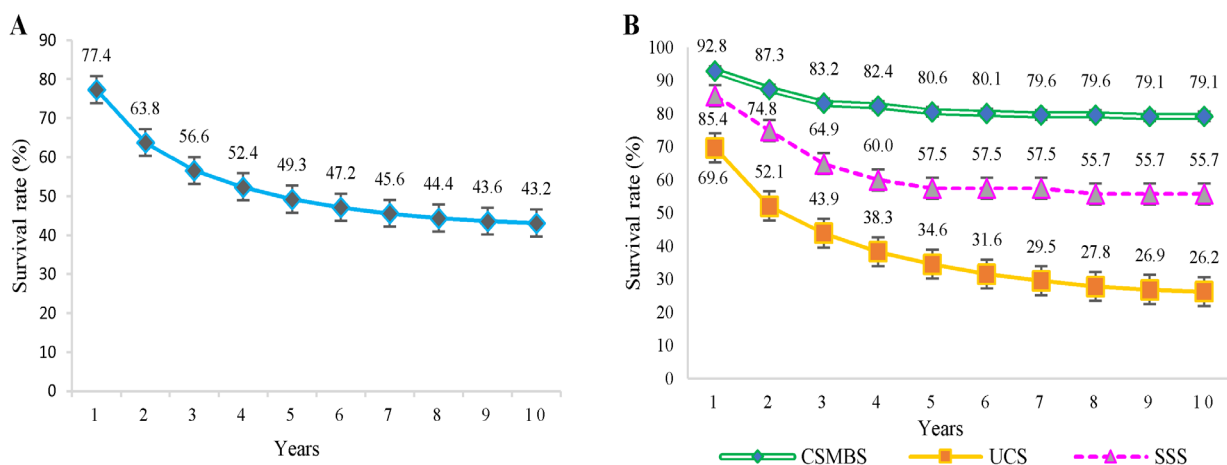 A
Survival rate (%)
90
80
70
60
50
40
30
20
10
0
77.4
63.8
56.6
52.4
49.3
47.2
45.6
44.4
43.6
43.2
1 2 3 4 5 6 7 8 9 10
Years
B
Survival rate (%)
100
90
80
70
60
50
40
30
20
10
0
92.8 87.3 83.2 82.4 80.6 80.1 79.6 79.6 79.1 79.1
85.4 74.8 64.9 60.0 57.5 57.5 57.5 55.7 55.7 55.7
69.6 52.1 43.9 38.3 34.6 31.6 29.5 27.8 26.9 26.2
1 2 3 4 5 6 7 8 9 10
Years
CSMBS UCS SSS